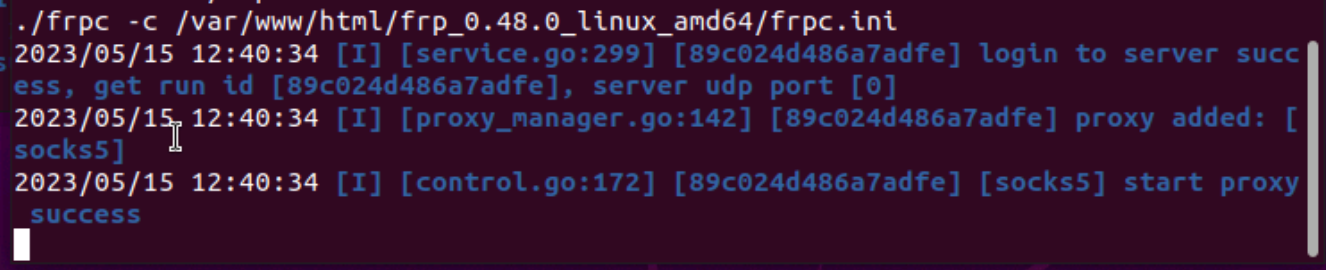 ./frpc -c /var/www/html/frp_0.48.0_linux_amd64/frpc.ini
2023/05/15 12:40:34 [I] [service.go:299] [89c024d486a7adfe] login to server succ
ess, get run id [89c024d486a7adfe], server udp port [0]
2023/05/15 12:40:34 [I] [proxy_manager.go:142] [89c024d486a7adfe] proxy added: [
socks5]
2023/05/15 12:40:34 [I] [control.go:172] [89c024d486a7adfe] [socks5] start proxy
 success